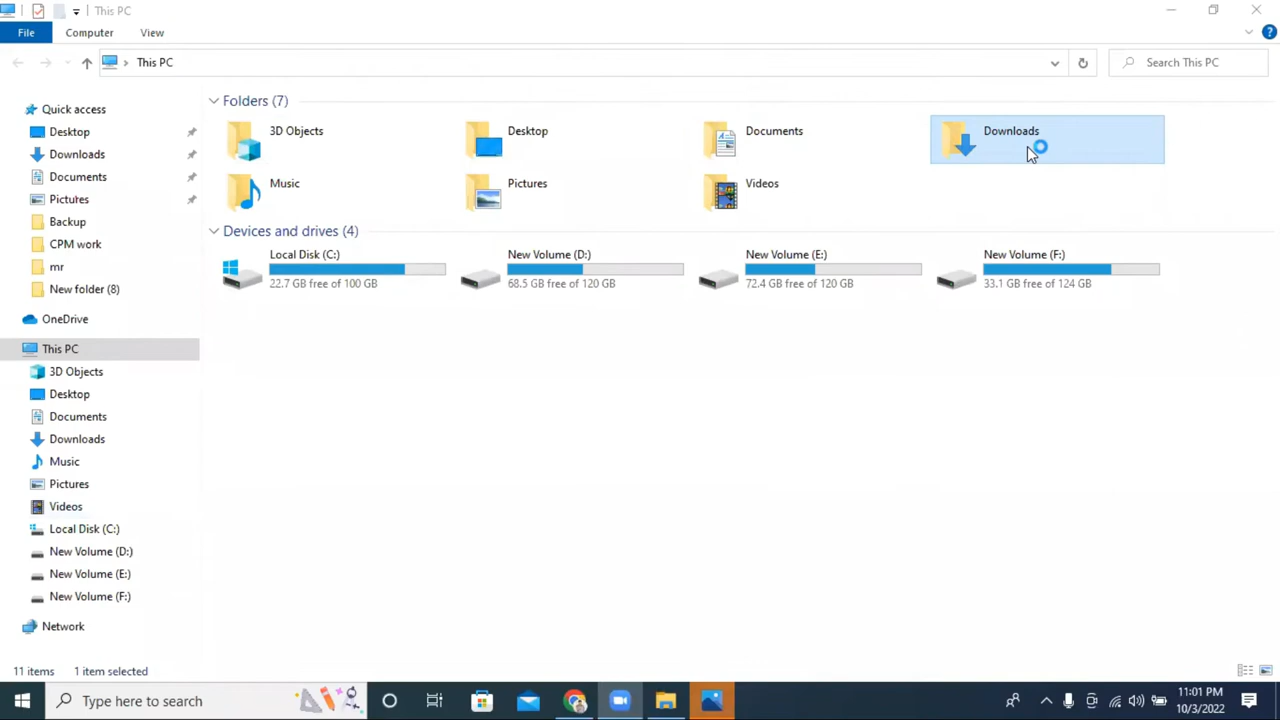 This PC
File Computer View
This PC
Search This PC
Quick access
Desktop
Downloads
Documents
Pictures
Backup
CPM work
mr
New folder (8)
OneDrive
This PC
3D Objects
Desktop
Documents
Downloads
Music
Pictures
Videos
Local Disk (C:)
New Volume (D:)
New Volume (E:)
New Volume (F:)
Network
Folders (7)
3D Objects
Desktop
Documents
Downloads
Music
Pictures
Videos
Devices and drives (4)
Local Disk (C:)
22.7 GB free of 100 GB
New Volume (D:)
68.5 GB free of 120 GB
New Volume (E:)
72.4 GB free of 120 GB
New Volume (F:)
33.1 GB free of 124 GB
11 items 1 item selected
Type here to search
11:01 PM
10/3/2022